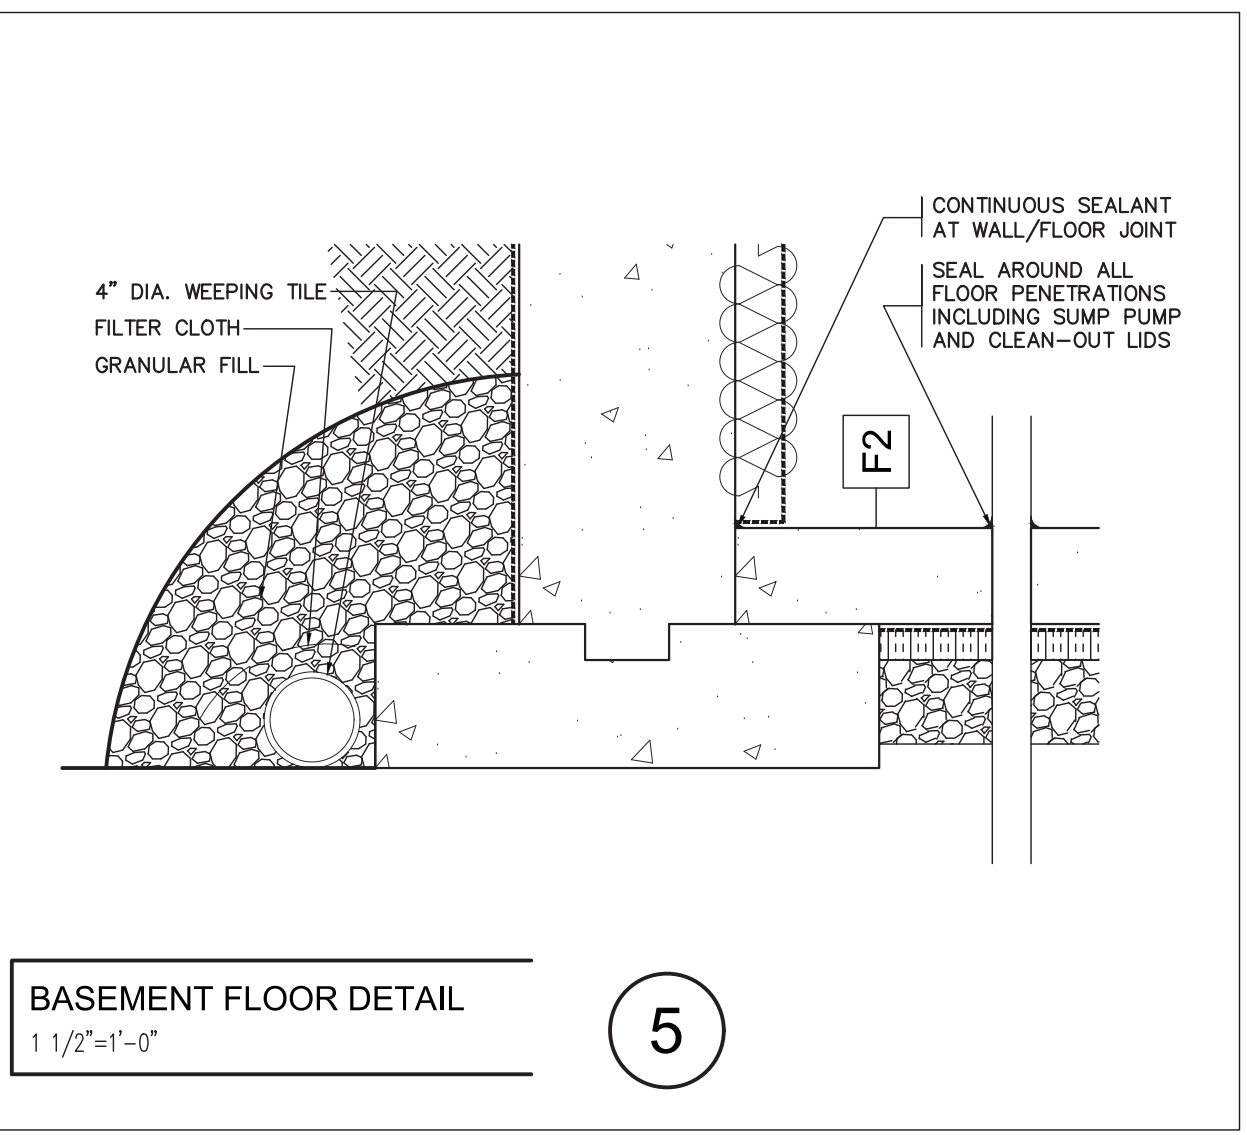 CONTINUOUS SEALANT
AT WALL/FLOOR JOINT
SEAL AROUND ALL
FLOOR PENETRATIONS
INCLUDING SUMP PUMP
AND CLEAN-OUT LIDS
4" DIA. WEEPING TILE
FILTER CLOTH
GRANULAR FILL
F2
BASEMENT FLOOR DETAIL
1 1/2"=1'-0"
5